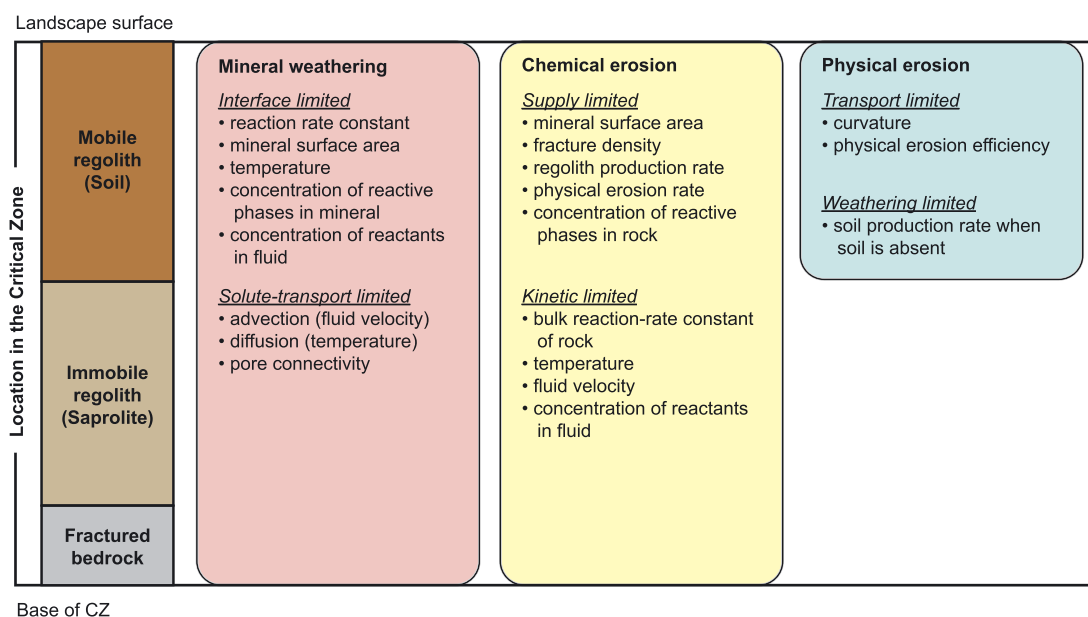 Landscape surface
Location in the Critical Zone
Mobile
regolith
(Soil)
Immobile
regolith
(Saprolite)
Fractured
bedrock
Mineral weathering
Interface limited
• reaction rate constant
• mineral surface area
• temperature
• concentration of reactive
phases in mineral
• concentration of reactants
in fluid
Solute-transport limited
• advection (fluid velocity)
• diffusion (temperature)
• pore connectivity
Chemical erosion
Supply limited
• mineral surface area
• fracture density
• regolith production rate
• physical erosion rate
• concentration of reactive
phases in rock
Kinetic limited
• bulk reaction-rate constant
of rock
• temperature
• fluid velocity
• concentration of reactants
in fluid
Physical erosion
Transport limited
• curvature
• physical erosion efficiency
Weathering limited
• soil production rate when
soil is absent
Base of CZ